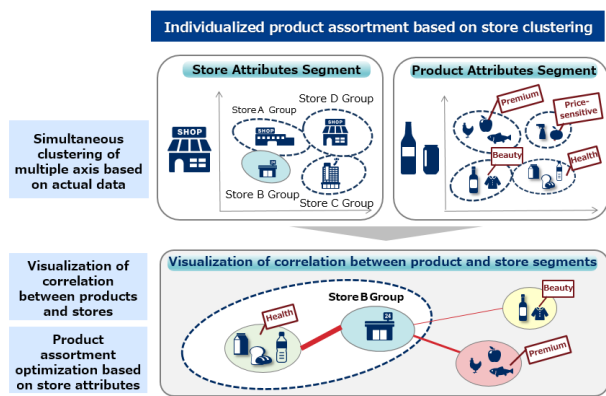 Individualized product assortment based on store clustering
Store Attributes Segment
Product Attributes Segment
Simultaneous
clustering of
multiple axis based
on actual data
SHOP
Store A Group
SHOP
Store D Group
SHOP
Store B Group
Store C Group
Premium
Price-
sensitive
Beauty
Health
Visualization of
correlation
between products
and stores
Visualization of correlation between product and store segments
Store B Group
Health
24
Beauty
Premium
Product
assortment
optimization based
on store attributes